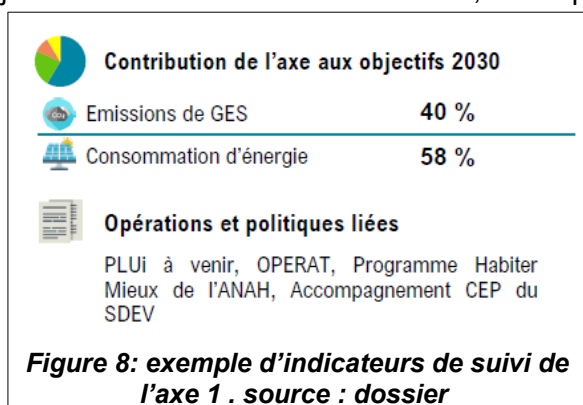 Contribution de l'axe aux objectifs 2030
CO2
Emissions de GES 40 %
Consommation d'énergie 58 %
Opérations et politiques liées
PLUi à venir, OPERAT, Programme Habiter
Mieux de l'ANAH, Accompagnement CEP du
SDEV
Figure 8: exemple d'indicateurs de suivi de
l'axe 1 . source : dossier